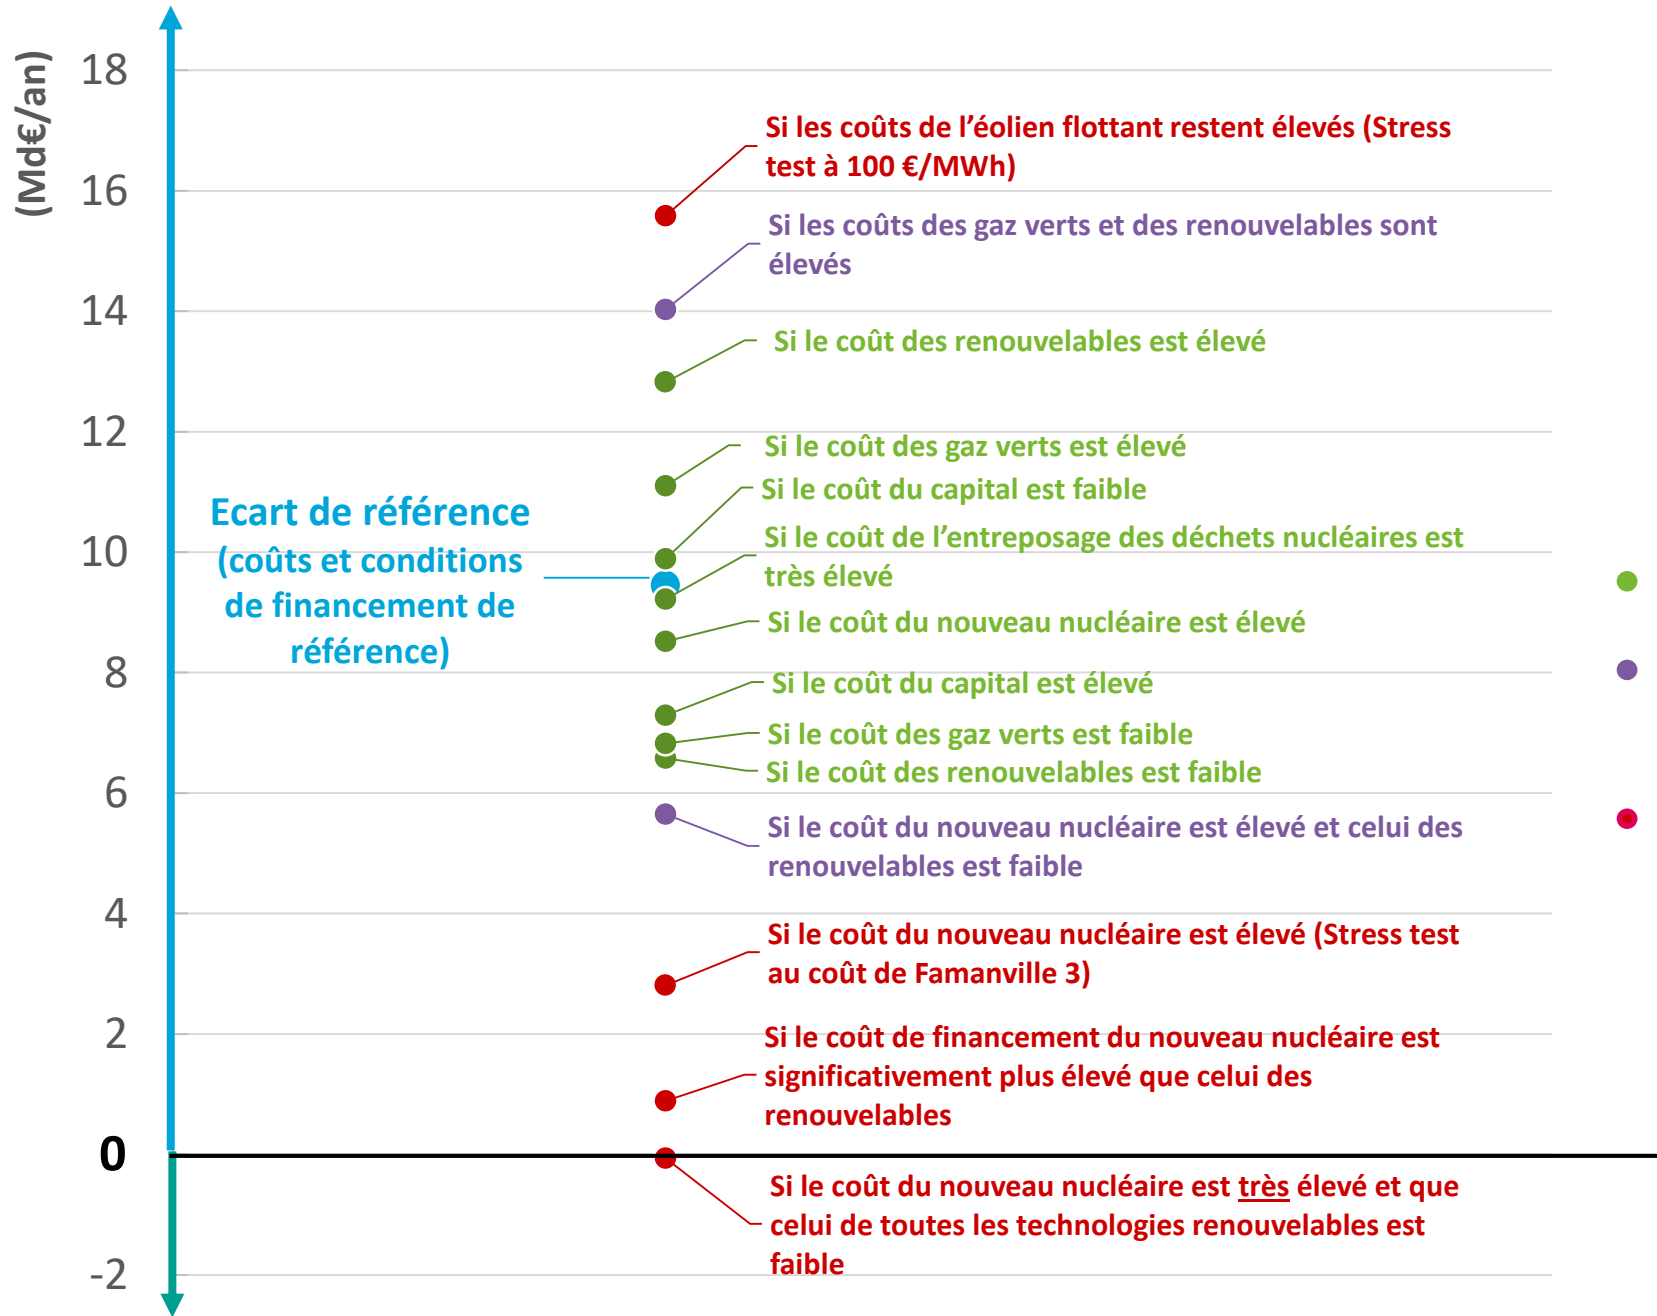 (Md€/an)
18
16
14
12
10
8
6
4
2
0
-2
Ecart de référence
(coûts et conditions
de financement de
référence)
Si les coûts de l’éolien flottant restent élevés (Stress
test à 100 €/MWh)
Si les coûts des gaz verts et des renouvelables sont
élevés
Si le coût des renouvelables est élevé
Si le coût des gaz verts est élevé
Si le coût du capital est faible
Si le coût de l’entreposage des déchets nucléaires est
très élevé
Si le coût du nouveau nucléaire est élevé
Si le coût du capital est élevé
Si le coût des gaz verts est faible
Si le coût des renouvelables est faible
Si le coût du nouveau nucléaire est élevé et celui des
renouvelables est faible
Si le coût du nouveau nucléaire est élevé (Stress test
au coût de Famanville 3)
Si le coût de financement du nouveau nucléaire est
significativement plus élevé que celui des
renouvelables
Si le coût du nouveau nucléaire est très élevé et que
celui de toutes les technologies renouvelables est
faible